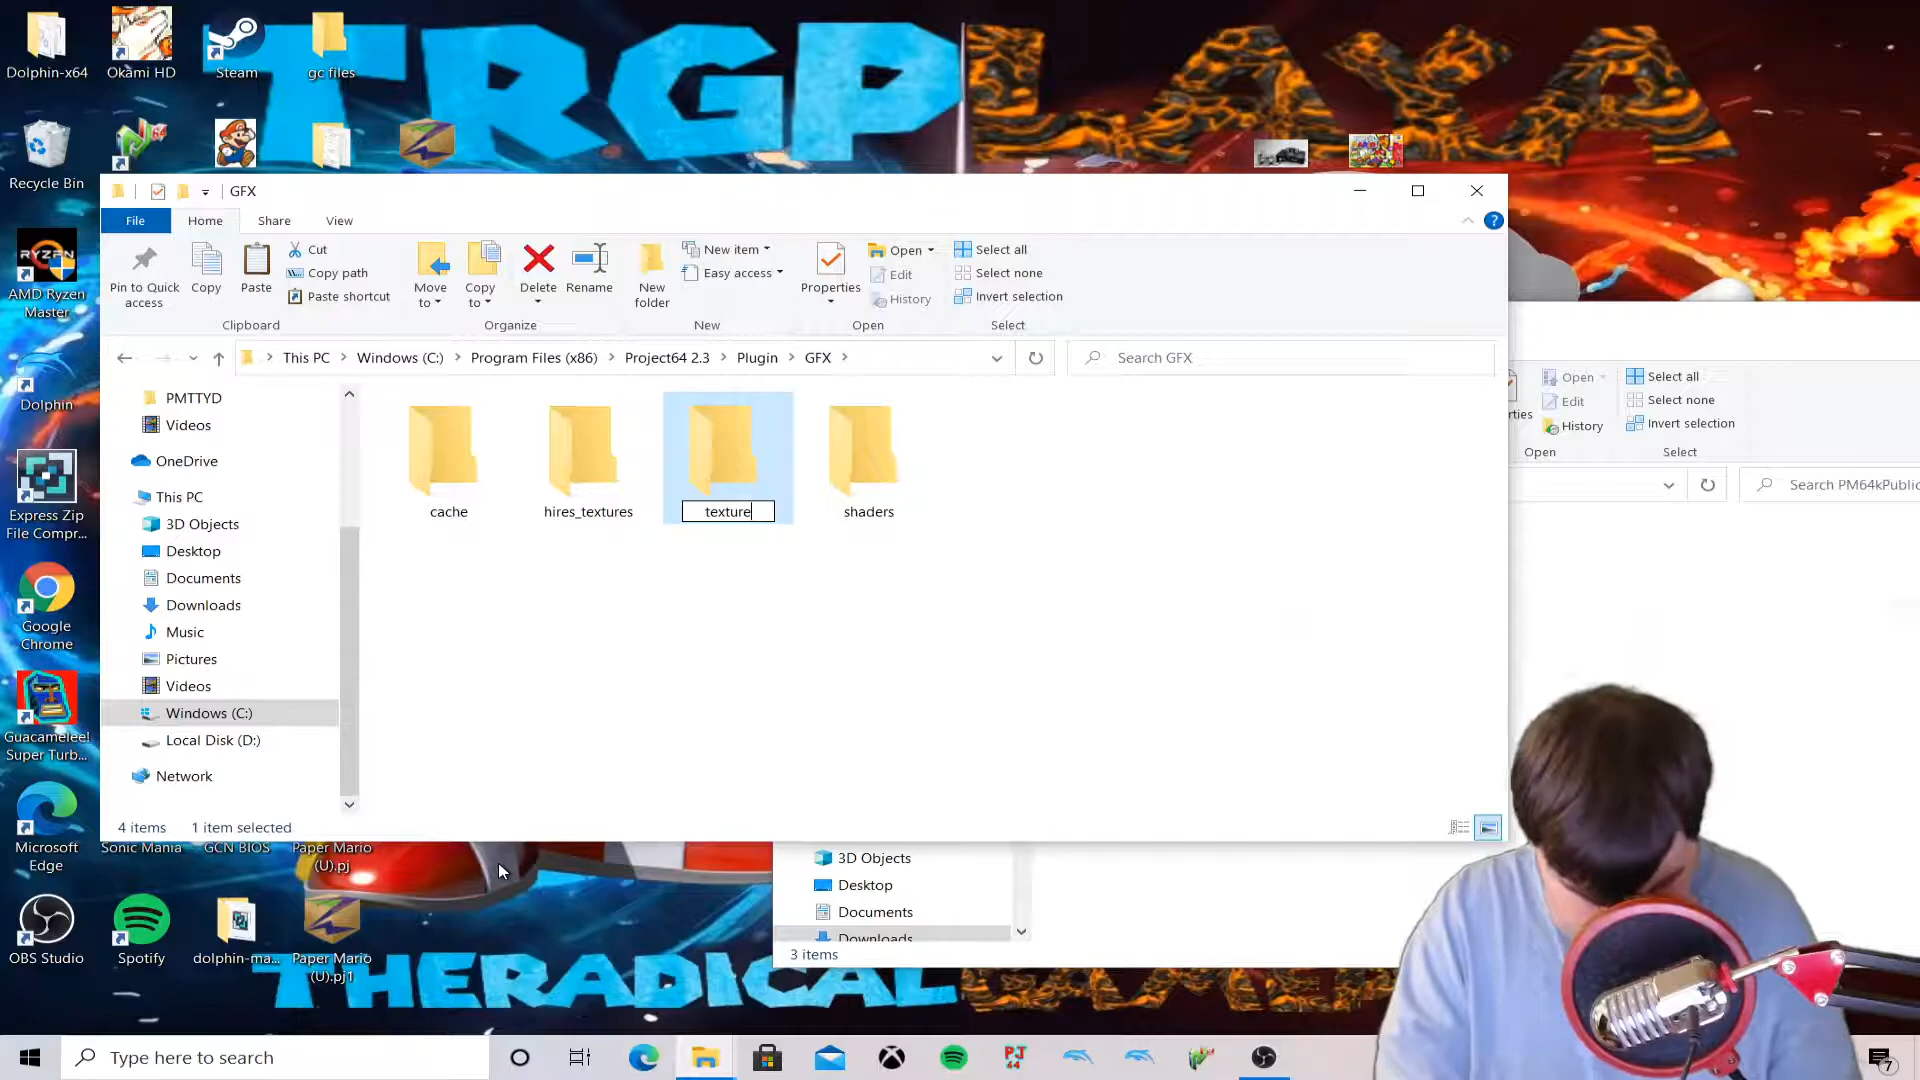 TRGPLAYA
Dolphin-x64
Okami HD
Steam
gc files
Recycle Bin
AMD Ryzen
Master
Dolphin
Express Zip
File Compr...
Google
Chrome
Guacamelee!
Super Turb...
Microsoft
Edge
Sonic Mania
GCN BIOS
Paper Mario
(U).pj
OBS Studio
Spotify
dolphin-ma...
Paper Mario
(U).pj1
RYZEN
GFX
File
Home
Share
View
Pin to Quick
access
Copy
Paste
Cut
Copy path
Paste shortcut
Clipboard
Move
to
Copy
to
Delete
Rename
Organize
New
folder
New item
Easy access
New
Properties
Open
Edit
History
Open
Select all
Select none
Invert selection
Select
This PC
Windows (C:)
Program Files (x86)
Project64 2.3
Plugin
GFX
Search GFX
PMTTYD
Videos
OneDrive
This PC
3D Objects
Desktop
Documents
Downloads
Music
Pictures
Videos
Windows (C:)
Local Disk (D:)
Network
cache
hires_textures
texture
shaders
4 items
1 item selected
rties
Open
Edit
History
Open
Select all
Select none
Invert selection
Select
Search PM64kPublic
3D Objects
Desktop
Documents
Downloads
3 items
THERADICALGAMER
Type here to search
PJ
64
7